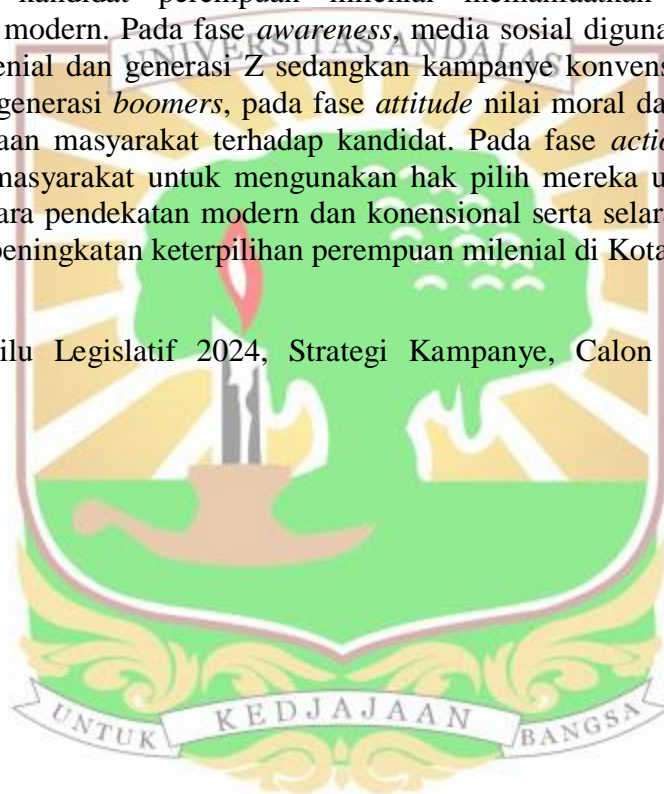 kandidat perempuan milenial memanfaatkan
modern. Pada fase awareness, media sosial diguna
UNIVERSITAS ANDALAS
enial dan generasi Z sedangkan kampanye konvens
generasi boomers, pada fase attitude nilai moral da
aan masyarakat terhadap kandidat. Pada fase actio
masyarakat untuk mengunakan hak pilih mereka u
ara pendekatan modern dan konensional serta selara
peningkatan keterpilihan perempuan milenial di Kota
ilu Legislatif 2024, Strategi Kampanye, Calon
UNTUK KEDJAJAAN BANGSA